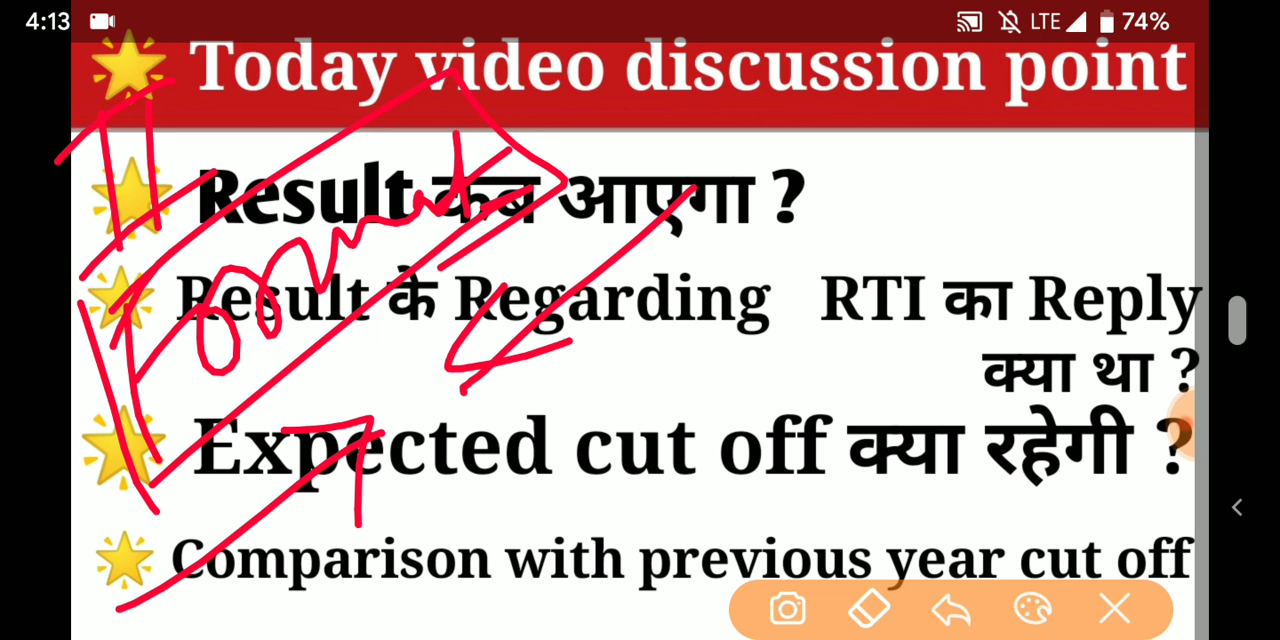 4:13 LTE 74%
Today video discussion point
Result कब आएगा ?
Format
Result के Regarding RTI का Reply
क्या था ?
Expected cut off क्या रहेगी ?
Comparison with previous year cut off